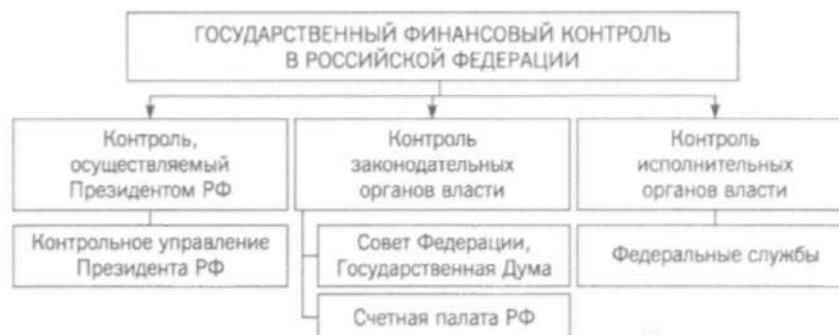 ГОСУДАРСТВЕННЫЙ ФИНАНСОВЫЙ КОНТРОЛЬ
В РОССИЙСКОЙ ФЕДЕРАЦИИ
Контроль,
осуществляемый
Президентом РФ
Контроль
законодательных
органов власти
Контроль
исполнительных
органов власти
Контрольное управление
Президента РФ
Совет Федерации,
Государственная Дума
Федеральные службы
Счетная палата РФ